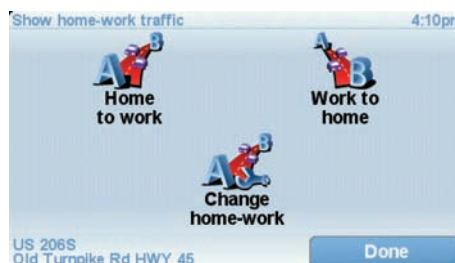 Show home-work traffic 4:10pm
A B
Home
to work
A B
Work to
home
A B
Change
home-work
US 206S
Old Turnpike Rd HWY 45
Done